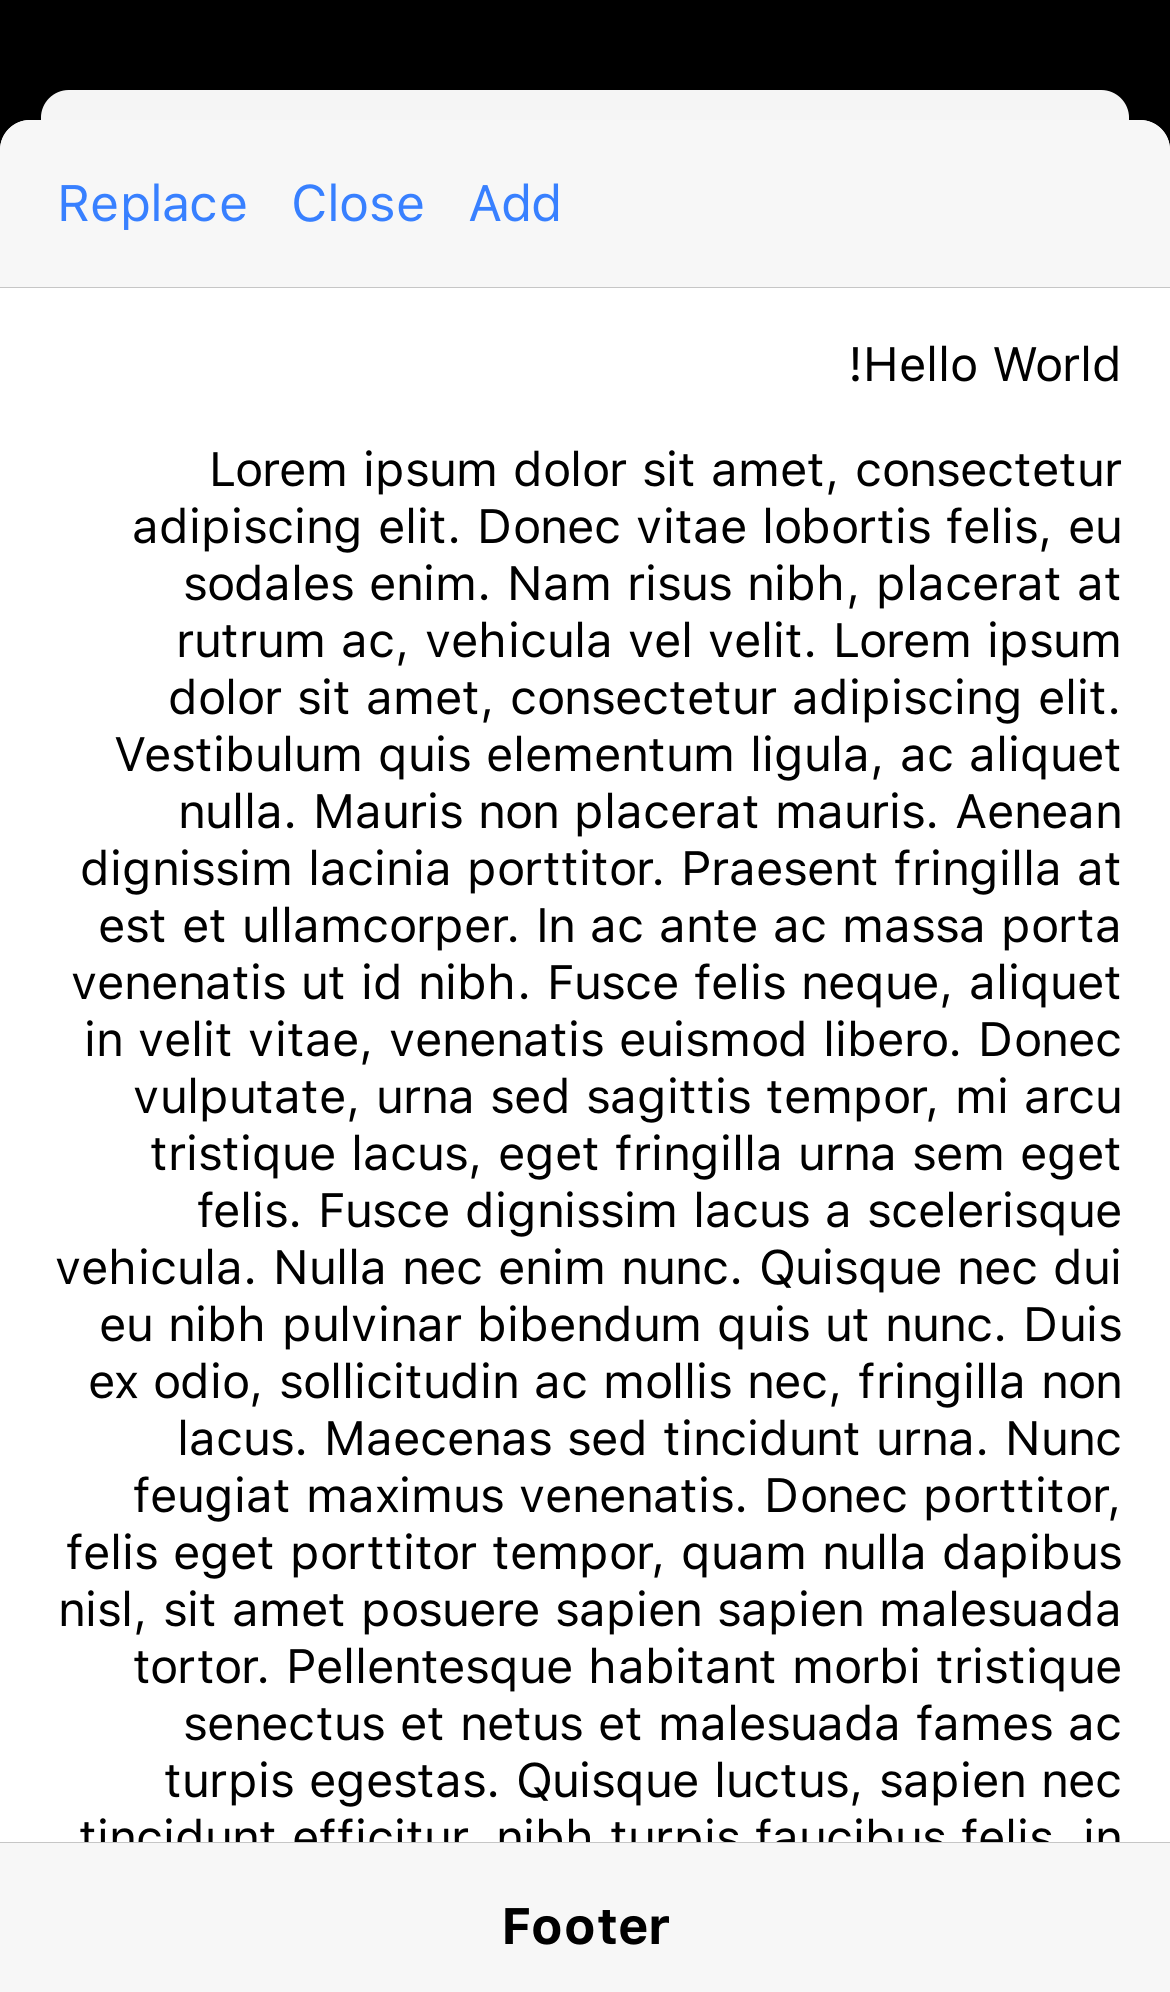 Replace Close Add
!Hello World
Lorem ipsum dolor sit amet, consectetur
adipiscing elit. Donec vitae lobortis felis, eu
sodales enim. Nam risus nibh, placerat at
rutrum ac, vehicula vel velit. Lorem ipsum
dolor sit amet, consectetur adipiscing elit.
Vestibulum quis elementum ligula, ac aliquet
nulla. Mauris non placerat mauris. Aenean
dignissim lacinia porttitor. Praesent fringilla at
est et ullamcorper. In ac ante ac massa porta
venenatis ut id nibh. Fusce felis neque, aliquet
in velit vitae, venenatis euismod libero. Donec
vulputate, urna sed sagittis tempor, mi arcu
tristique lacus, eget fringilla urna sem eget
felis. Fusce dignissim lacus a scelerisque
vehicula. Nulla nec enim nunc. Quisque nec dui
eu nibh pulvinar bibendum quis ut nunc. Duis
ex odio, sollicitudin ac mollis nec, fringilla non
lacus. Maecenas sed tincidunt urna. Nunc
feugiat maximus venenatis. Donec porttitor,
felis eget porttitor tempor, quam nulla dapibus
nisl, sit amet posuere sapien sapien malesuada
tortor. Pellentesque habitant morbi tristique
senectus et netus et malesuada fames ac
turpis egestas. Quisque luctus, sapien nec
tincidunt efficitur, nibh turpis faucibus felis, in
Footer